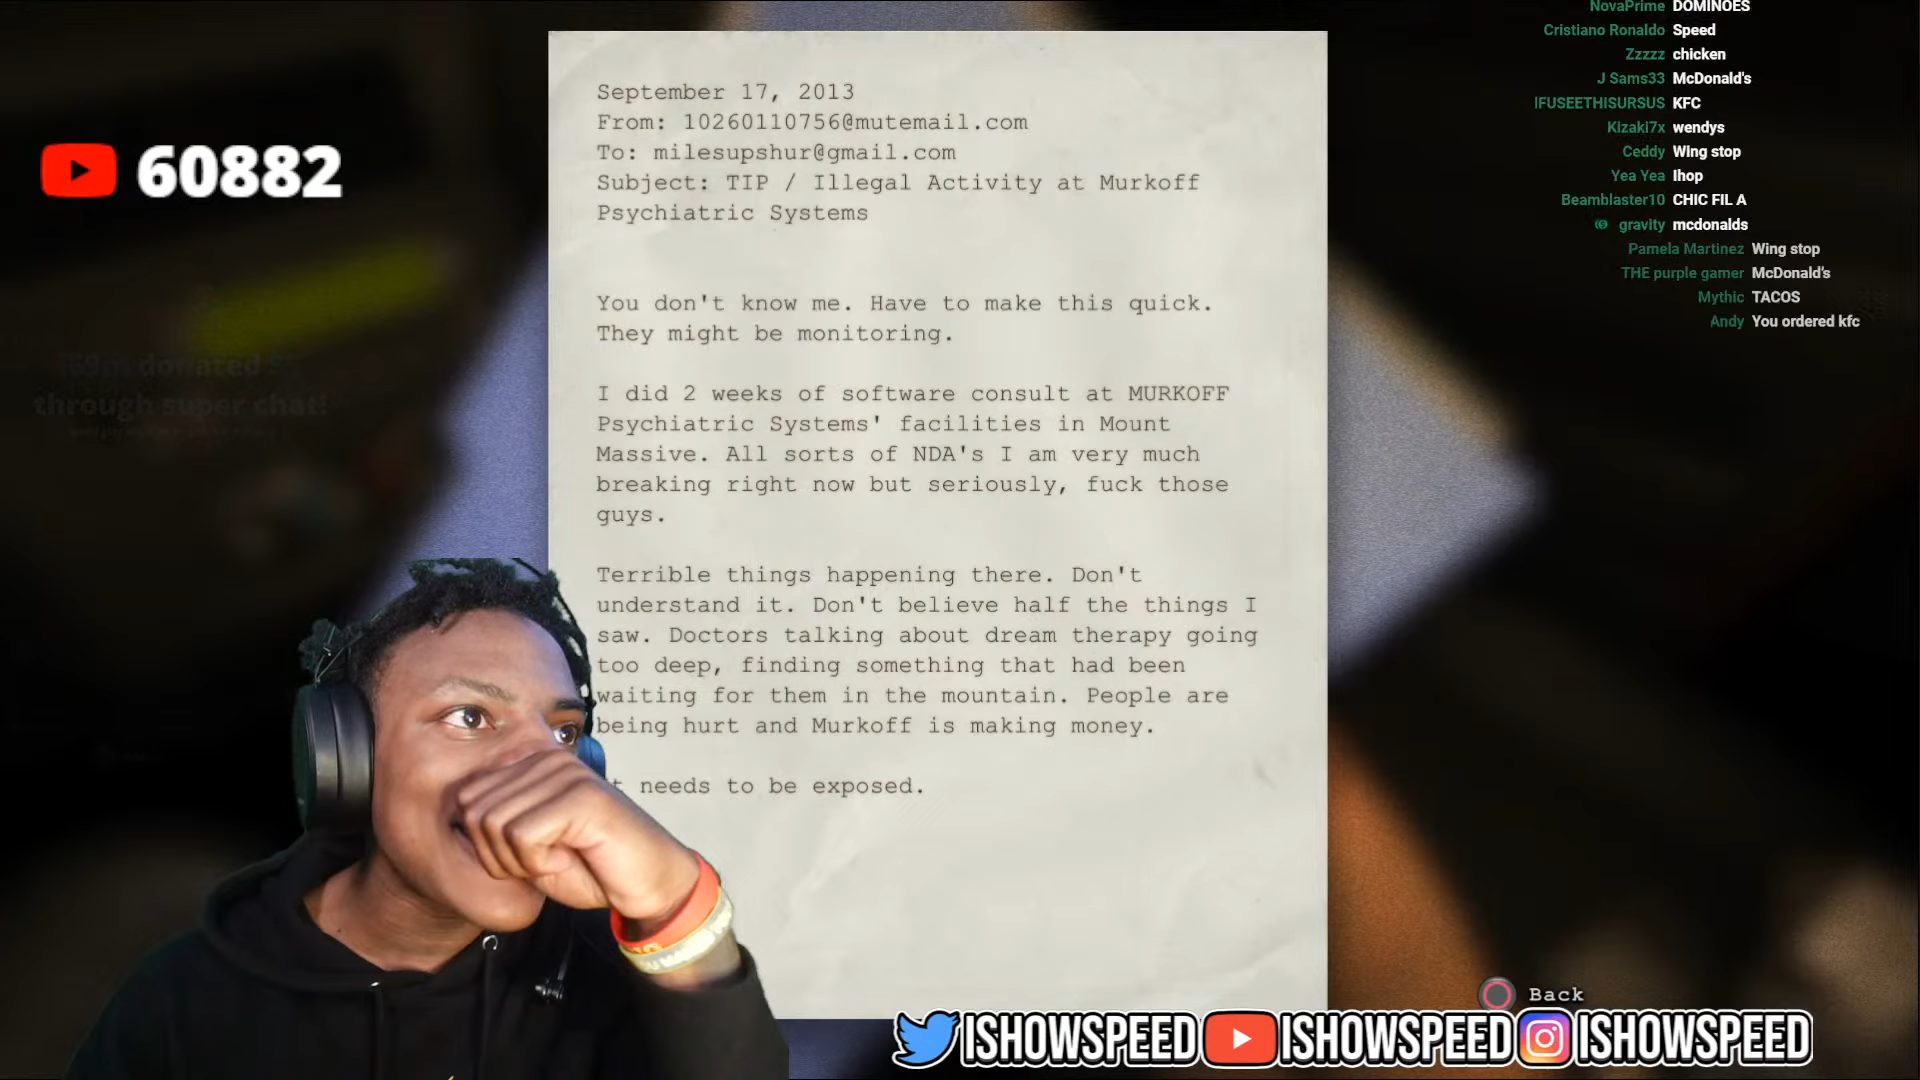 60882
through super chat!
September 17, 2013
From: 10260110756@mutemail.com
To: milesupshur@gmail.com
Subject: TIP / Illegal Activity at Murkoff
Psychiatric Systems
You don't know me. Have to make this quick.
They might be monitoring.
I did 2 weeks of software consult at MURKOFF
Psychiatric Systems' facilities in Mount
Massive. All sorts of NDA's I am very much
breaking right now but seriously, fuck those
guys.
Terrible things happening there. Don't
understand it. Don't believe half the things I
saw. Doctors talking about dream therapy going
too deep, finding something that had been
waiting for them in the mountain. People are
being hurt and Murkoff is making money.
needs to be exposed.
NovaPrime DOMINOES
Cristiano Ronaldo Speed
Zzzzz chicken
J Sams33 McDonald's
IFUSEETHISURSUS KFC
Kizaki7x wendys
Ceddy Wing stop
Yea Yea Ihop
Beamblaster10 CHIC FIL A
gravity mcdonalds
Pamela Martinez Wing stop
THE purple gamer McDonald's
Mythic TACOS
Andy You ordered kfc
Back
ISHOWSPEED ISHOWSPEED ISHOWSPEED